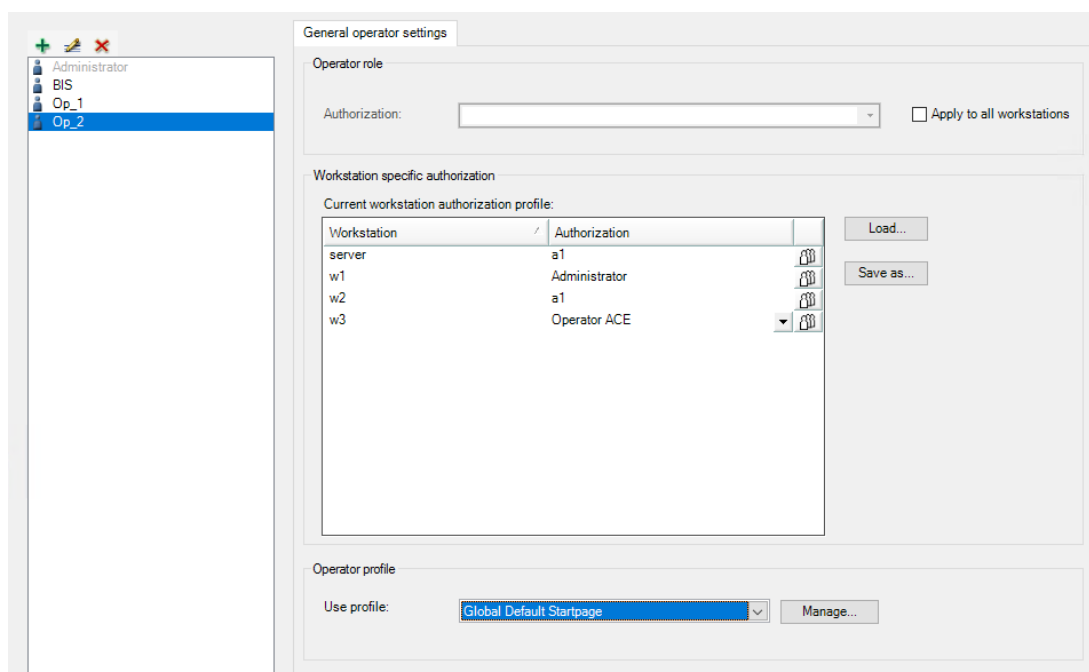 General operator settings
Administrator
BIS
Op_1
Op_2
Operator role
Authorization:
Apply to all workstations
Workstation specific authorization
Current workstation authorization profile:
Workstation Authorization
server a1
w1 Administrator
w2 a1
w3 Operator ACE
Load...
Save as...
Operator profile
Use profile: Global Default Startpage Manage...